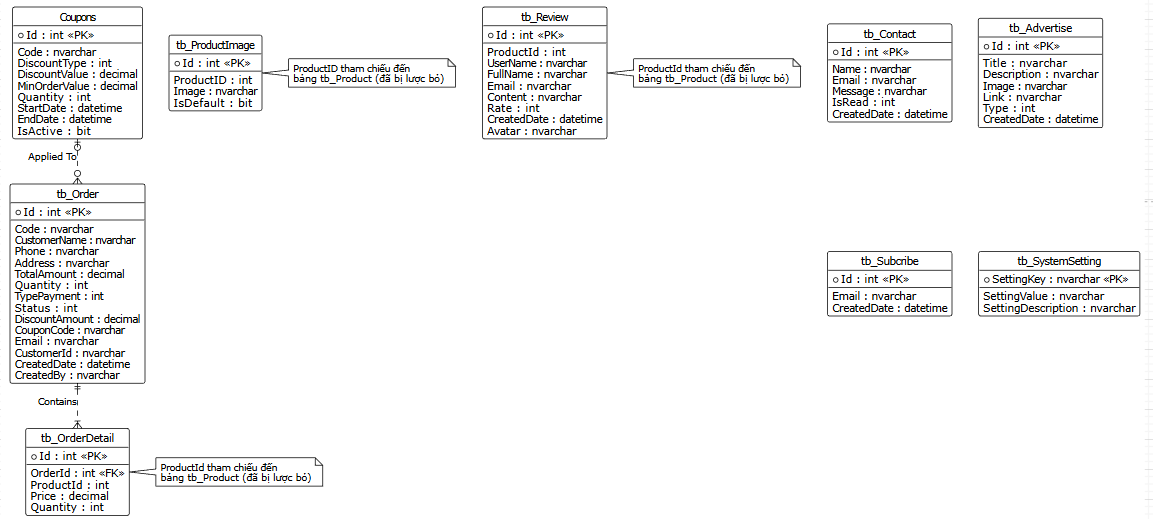 Coupons
Id : int «PK»
Code : nvarchar
DiscountType : int
DiscountValue : decimal
MinOrderValue : decimal
Quantity : int
StartDate : datetime
EndDate : datetime
IsActive : bit
Applied To
tb_Order
Id : int «PK»
Code : nvarchar
CustomerName : nvarchar
Phone : nvarchar
Address : nvarchar
TotalAmount : decimal
Quantity : int
TypePayment : int
Status : int
DiscountAmount : decimal
CouponCode : nvarchar
Email : nvarchar
CustomerId : nvarchar
CreatedDate : datetime
CreatedBy : nvarchar
Contains
tb_OrderDetail
Id : int «PK»
OrderId : int «FK»
ProductId : int
Price : decimal
Quantity : int
ProductId tham chiếu đến
bảng tb_Product (đã bị lược bỏ)
tb_ProductImage
Id : int «PK»
ProductID : int
Image : nvarchar
IsDefault : bit
ProductID tham chiếu đến
bảng tb_Product (đã bị lược bỏ)
tb_Review
Id : int «PK»
ProductId : int
UserName : nvarchar
FullName : nvarchar
Email : nvarchar
Content : nvarchar
Rate : int
CreatedDate : datetime
Avatar : nvarchar
ProductId tham chiếu đến
bảng tb_Product (đã bị lược bỏ)
tb_Contact
Id : int «PK»
Name : nvarchar
Email : nvarchar
Message : nvarchar
IsRead : int
CreatedDate : datetime
tb_Advertise
Id : int «PK»
Title : nvarchar
Description : nvarchar
Image : nvarchar
Link : nvarchar
Type : int
CreatedDate : datetime
tb_Subcribe
Id : int «PK»
Email : nvarchar
CreatedDate : datetime
tb_SystemSetting
SettingKey : nvarchar «PK»
SettingValue : nvarchar
SettingDescription : nvarchar